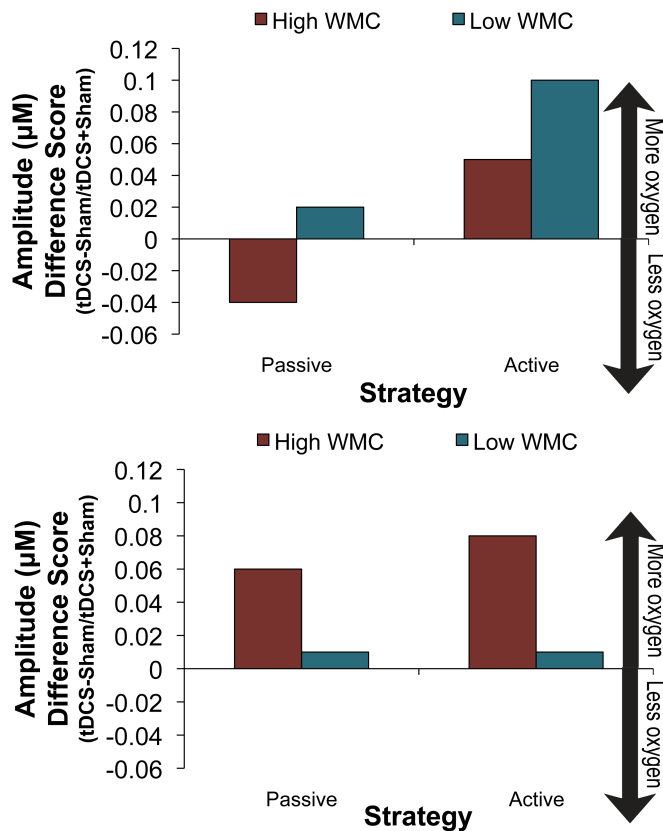 High WMC Low WMC
0.12
0.1
0.08
0.06
0.04
0.02
0
-0.02
-0.04
-0.06
Amplitude (µM)
Difference Score
(tDCS-Sham/tDCS+Sham)
More oxygen
Less oxygen
Passive Active
Strategy
High WMC Low WMC
0.12
0.1
0.08
0.06
0.04
0.02
0
-0.02
-0.04
-0.06
Amplitude (µM)
Difference Score
(tDCS-Sham/tDCS+Sham)
More oxygen
Less oxygen
Passive Active
Strategy